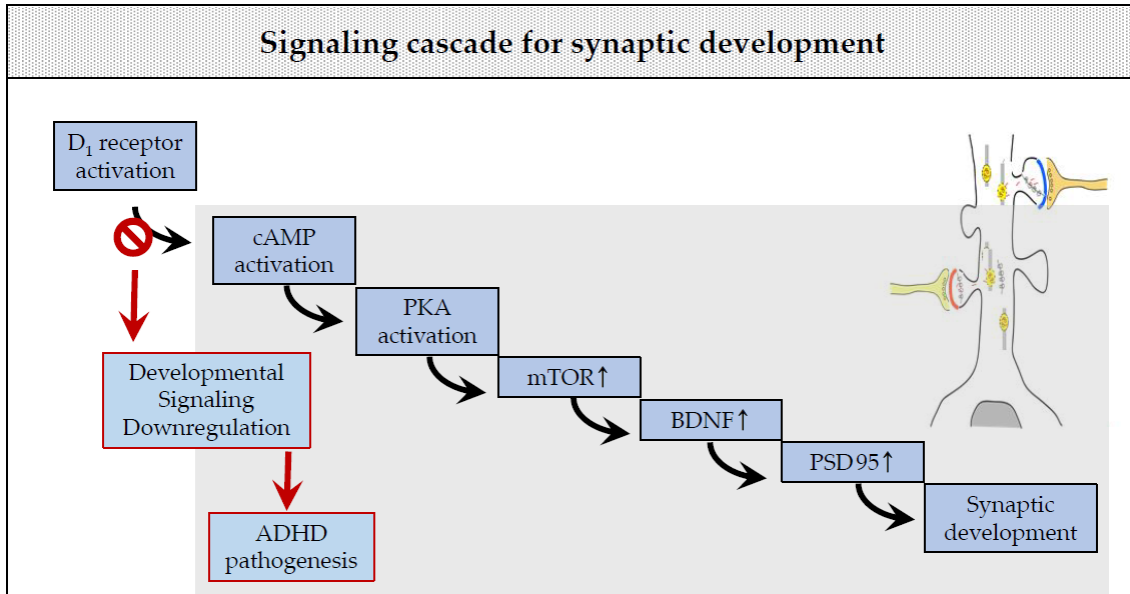 Signaling cascade for synaptic development
D₁ receptor
activation
cAMP
activation
PKA
activation
mTOR↑
BDNF↑
PSD95↑
Synaptic
development
Developmental
Signaling
Downregulation
ADHD
pathogenesis